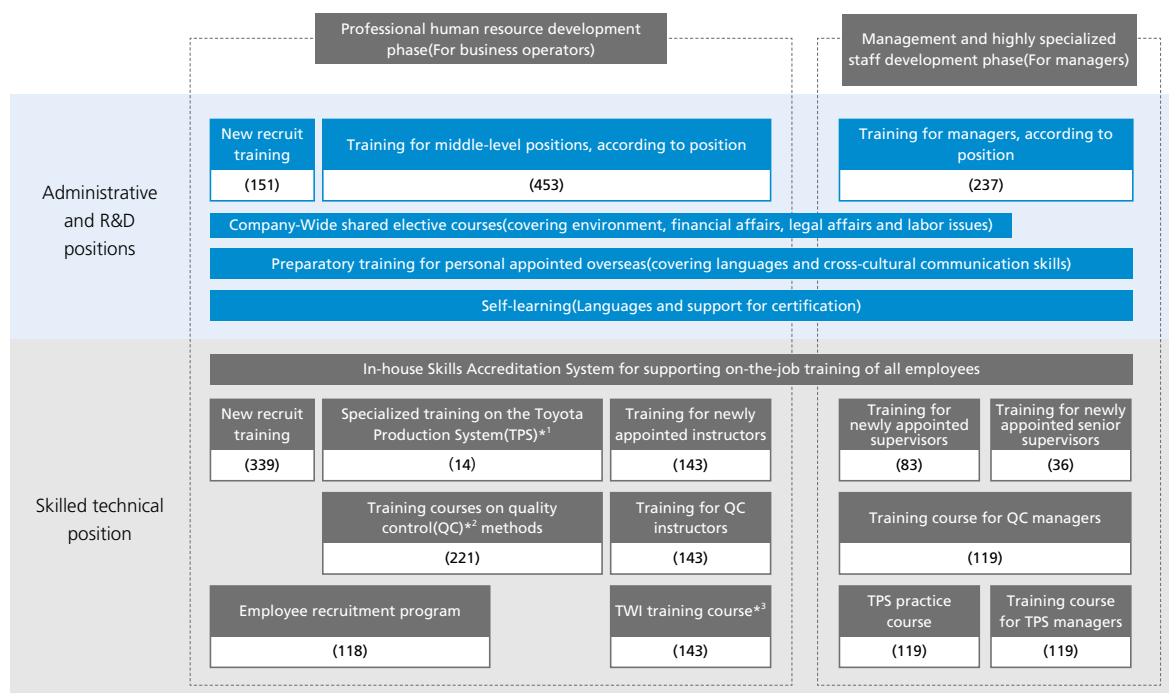 Professional human resource development
phase(For business operators)
Management and highly specialized
staff development phase(For managers)
Administrative
and R&D
positions
New recruit
training
(151)
Training for middle-level positions, according to position
(453)
Training for managers, according to
position
(237)
Company-Wide shared elective courses(covering environment, financial affairs, legal affairs and labor issues)
Preparatory training for personal appointed overseas(covering languages and cross-cultural communication skills)
Self-learning(Languages and support for certification)
Skilled technical
position
In-house Skills Accreditation System for supporting on-the-job training of all employees
New recruit
training
(339)
Specialized training on the Toyota
Production System(TPS)*1
(14)
Training for newly
appointed instructors
(143)
Training for
newly appointed
supervisors
(83)
Training for newly
appointed senior
supervisors
(36)
Training courses on quality
control(QC)*2 methods
(221)
Training for QC
instructors
(143)
Training course for QC managers
(119)
Employee recruitment program
(118)
TWI training course*3
(143)
TPS practice
course
(119)
Training course
for TPS managers
(119)